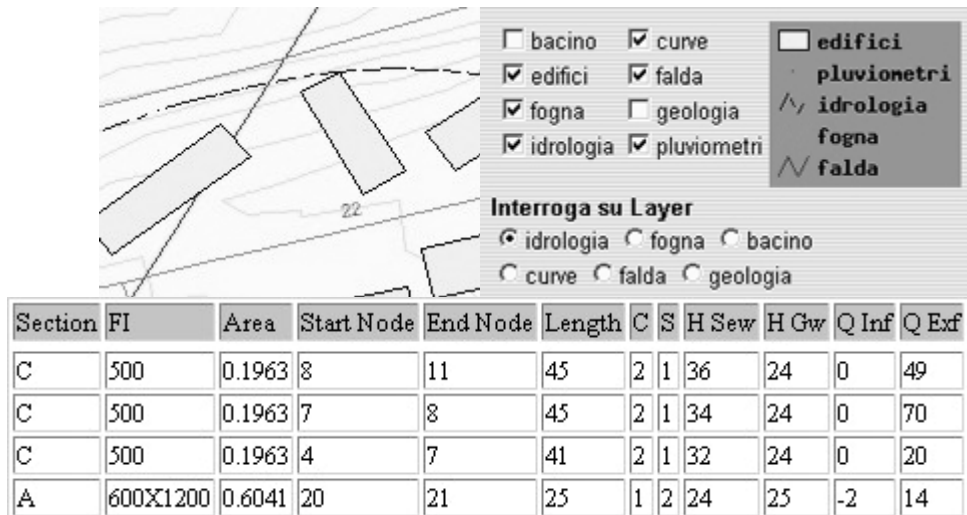 bacino curve
edifici falda
fogna geologia
idrologia pluviometri
edifici
pluviometri
idrologia
fogna
falda
22
Interroga su Layer
idrologia fogna bacino
curve falda geologia
Section FI Area Start Node End Node Length C S H Sew H Gw Q Inf Q Exf
C 500 0.1963 8 11 45 2 1 36 24 0 49
C 500 0.1963 7 8 45 2 1 34 24 0 70
C 500 0.1963 4 7 41 2 1 32 24 0 20
A 600X1200 0.6041 20 21 25 1 2 24 25 -2 14